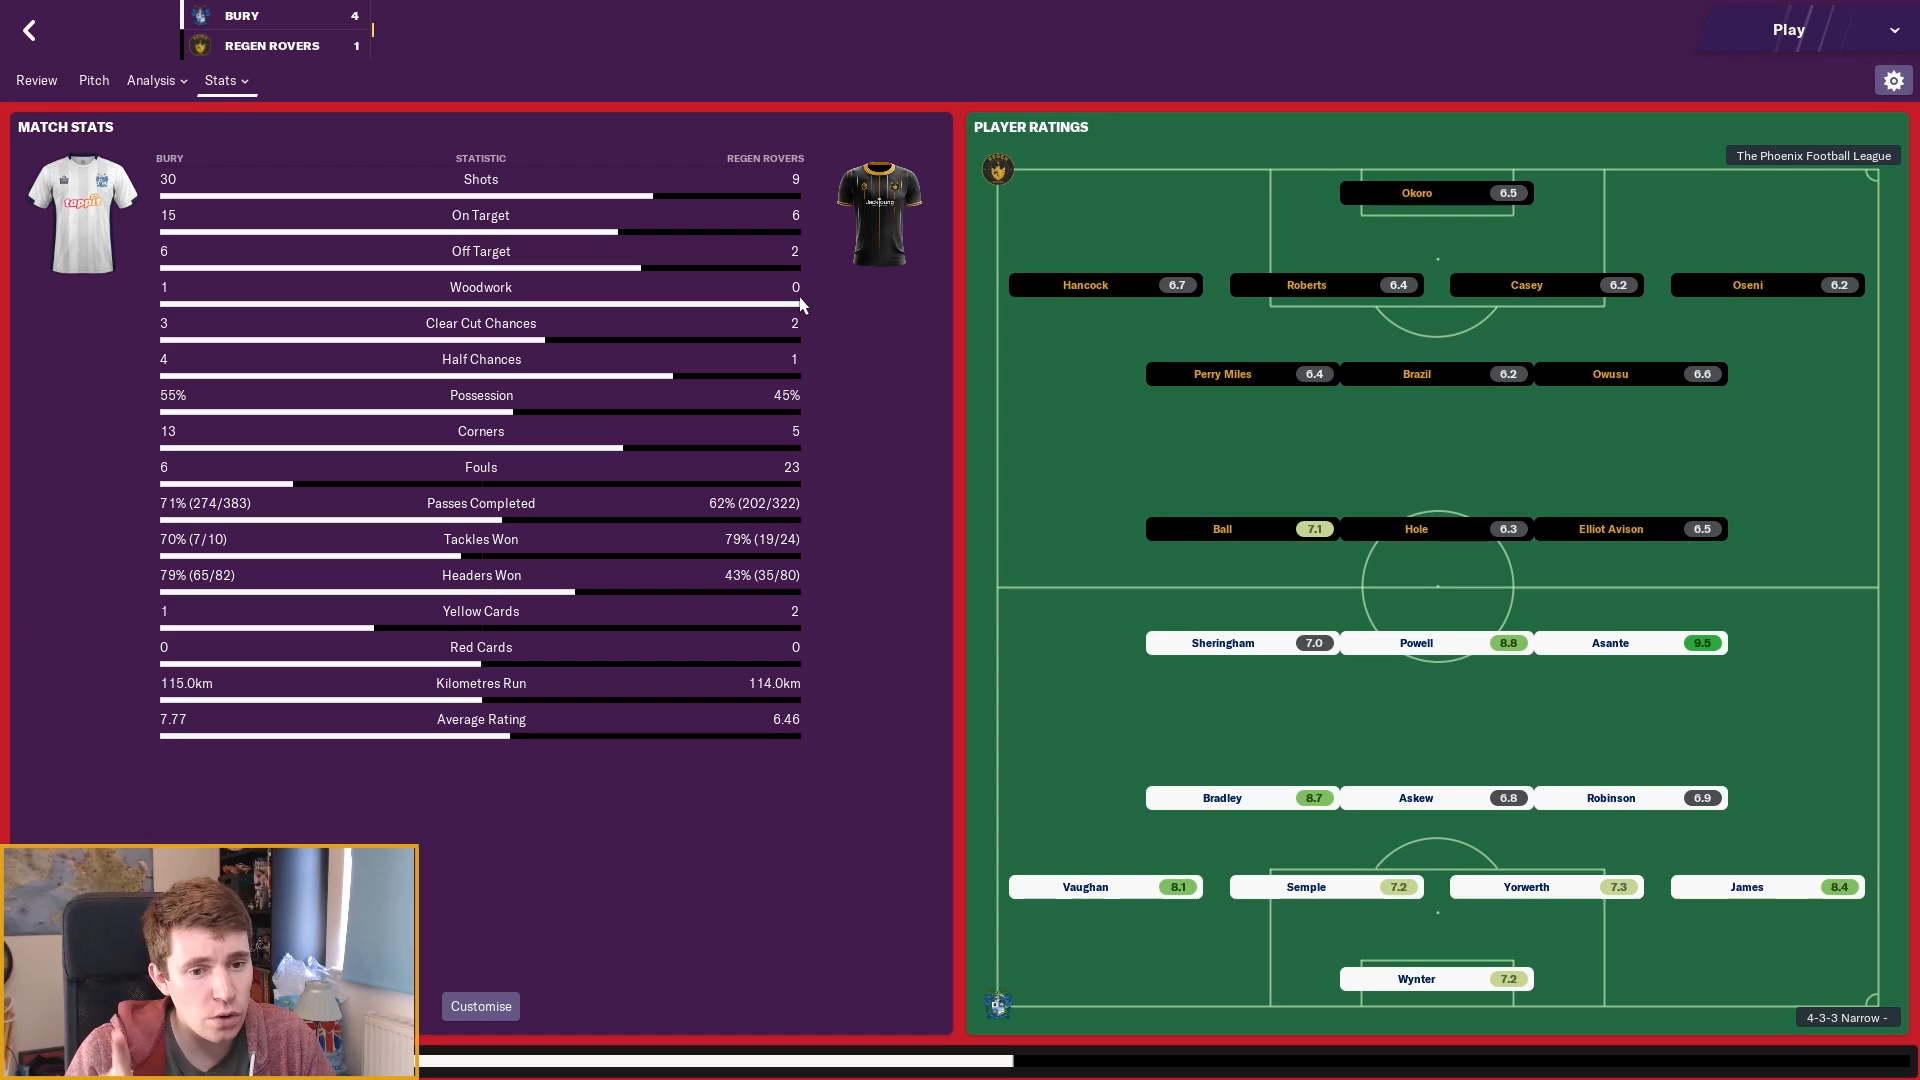 BURY 4
REGEN ROVERS 1
Play
Review Pitch Analysis Stats
MATCH STATS
BURY STATISTIC REGEN ROVERS
30 Shots 9
15 On Target 6
6 Off Target 2
1 Woodwork 0
3 Clear Cut Chances 2
4 Half Chances 1
55% Possession 45%
13 Corners 5
6 Fouls 23
71% (274/383) Passes Completed 62% (202/322)
70% (7/10) Tackles Won 79% (19/24)
79% (65/82) Headers Won 43% (35/80)
1 Yellow Cards 2
0 Red Cards 0
115.0km Kilometres Run 114.0km
7.77 Average Rating 6.46
tappit
Customise
PLAYER RATINGS
The Phoenix Football League
Okoro 6.5
Hancock 6.7 Roberts 6.4 Casey 6.2 Oseni 6.2
Perry Miles 6.4 Brazil 6.2 Owusu 6.6
Ball 7.1 Hole 6.3 Elliot Avison 6.5
Sheringham 7.0 Powell 8.8 Asante 9.5
Bradley 8.7 Askew 6.8 Robinson 6.9
Vaughan 8.1 Semple 7.2 Yorwerth 7.3 James 8.4
Wynter 7.2
4-3-3 Narrow -